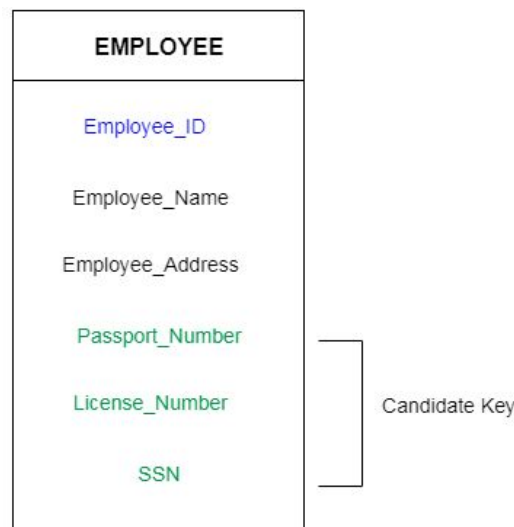 EMPLOYEE
Employee_ID
Employee_Name
Employee_Address
Passport_Number
License_Number
Candidate Key
SSN